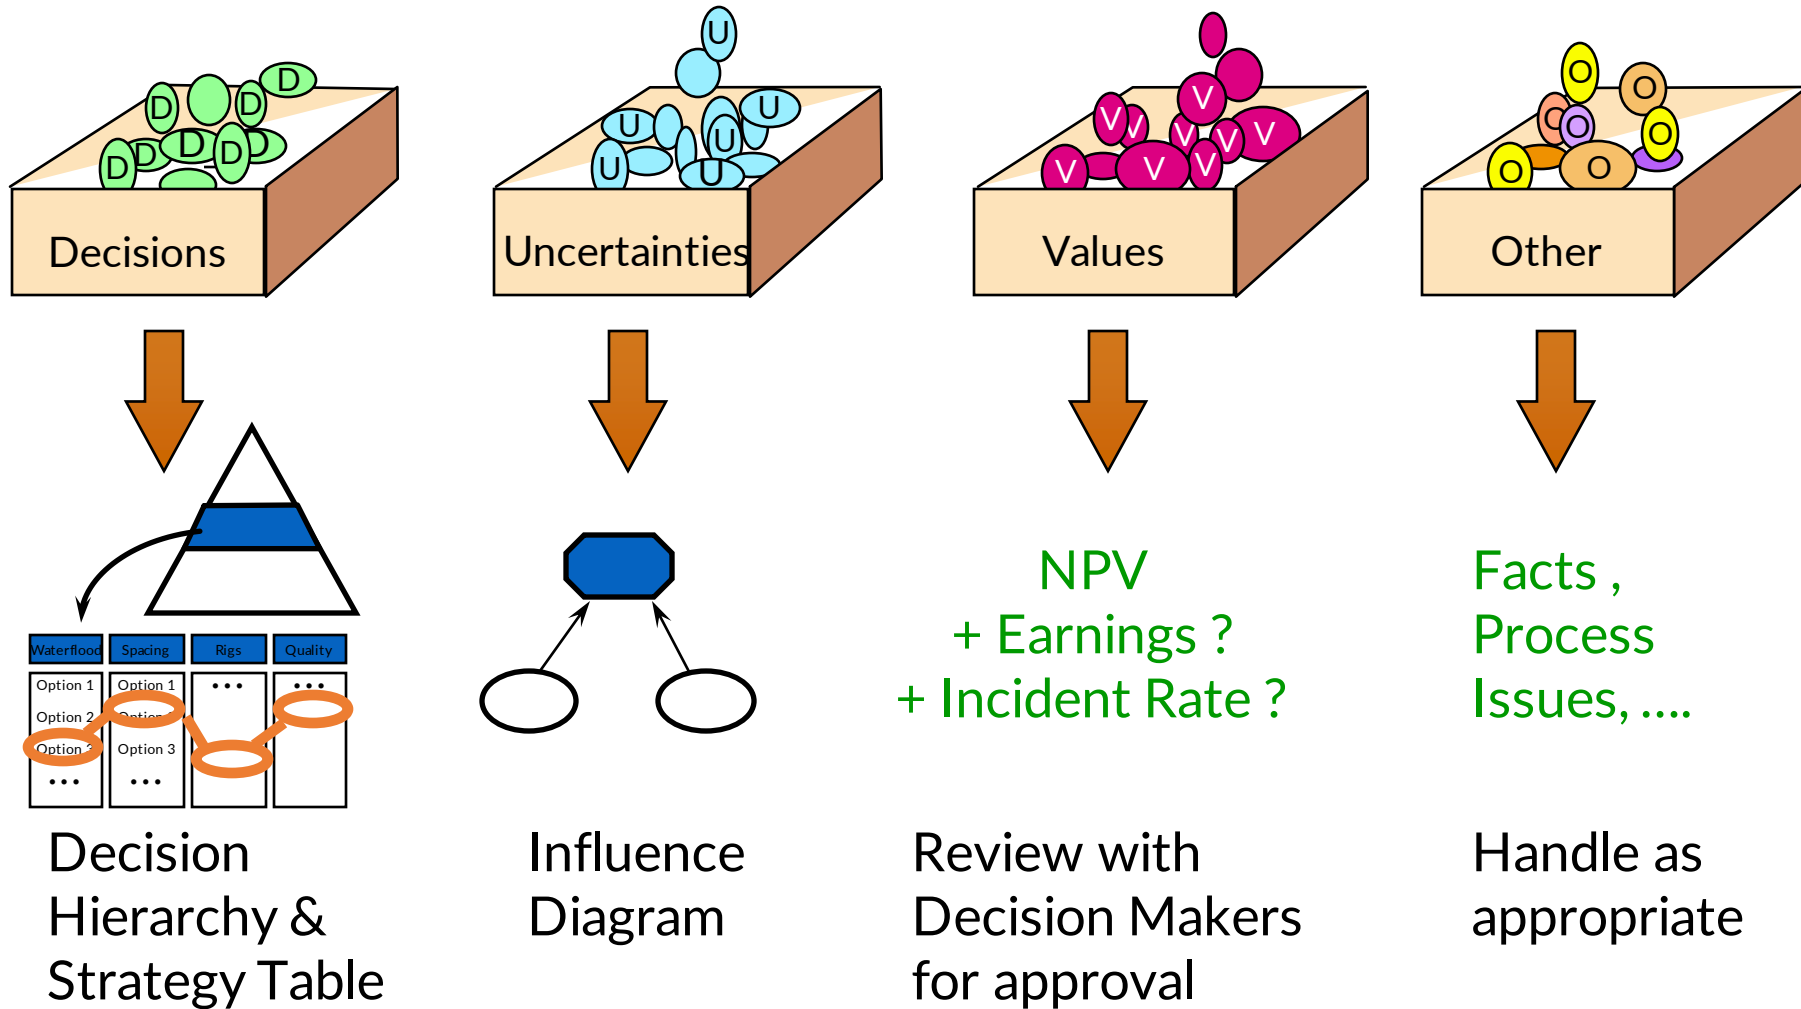 U
D
D
D
D
D
D
D
D
U
U
U
U
U
V
V
V
V
V
V
V
V
V
O
O
O
O
O
O
O
O
Decisions
Uncertainties
Values
Other
Waterflood
Spacing
Rigs
Quality
Option 1
Option 2
Option 3
...
Option 1
Option 3
...
...
...
NPV
+ Earnings ?
+ Incident Rate ?
Facts ,
Process
Issues, ....
Decision
Hierarchy &
Strategy Table
Influence
Diagram
Review with
Decision Makers
for approval
Handle as
appropriate